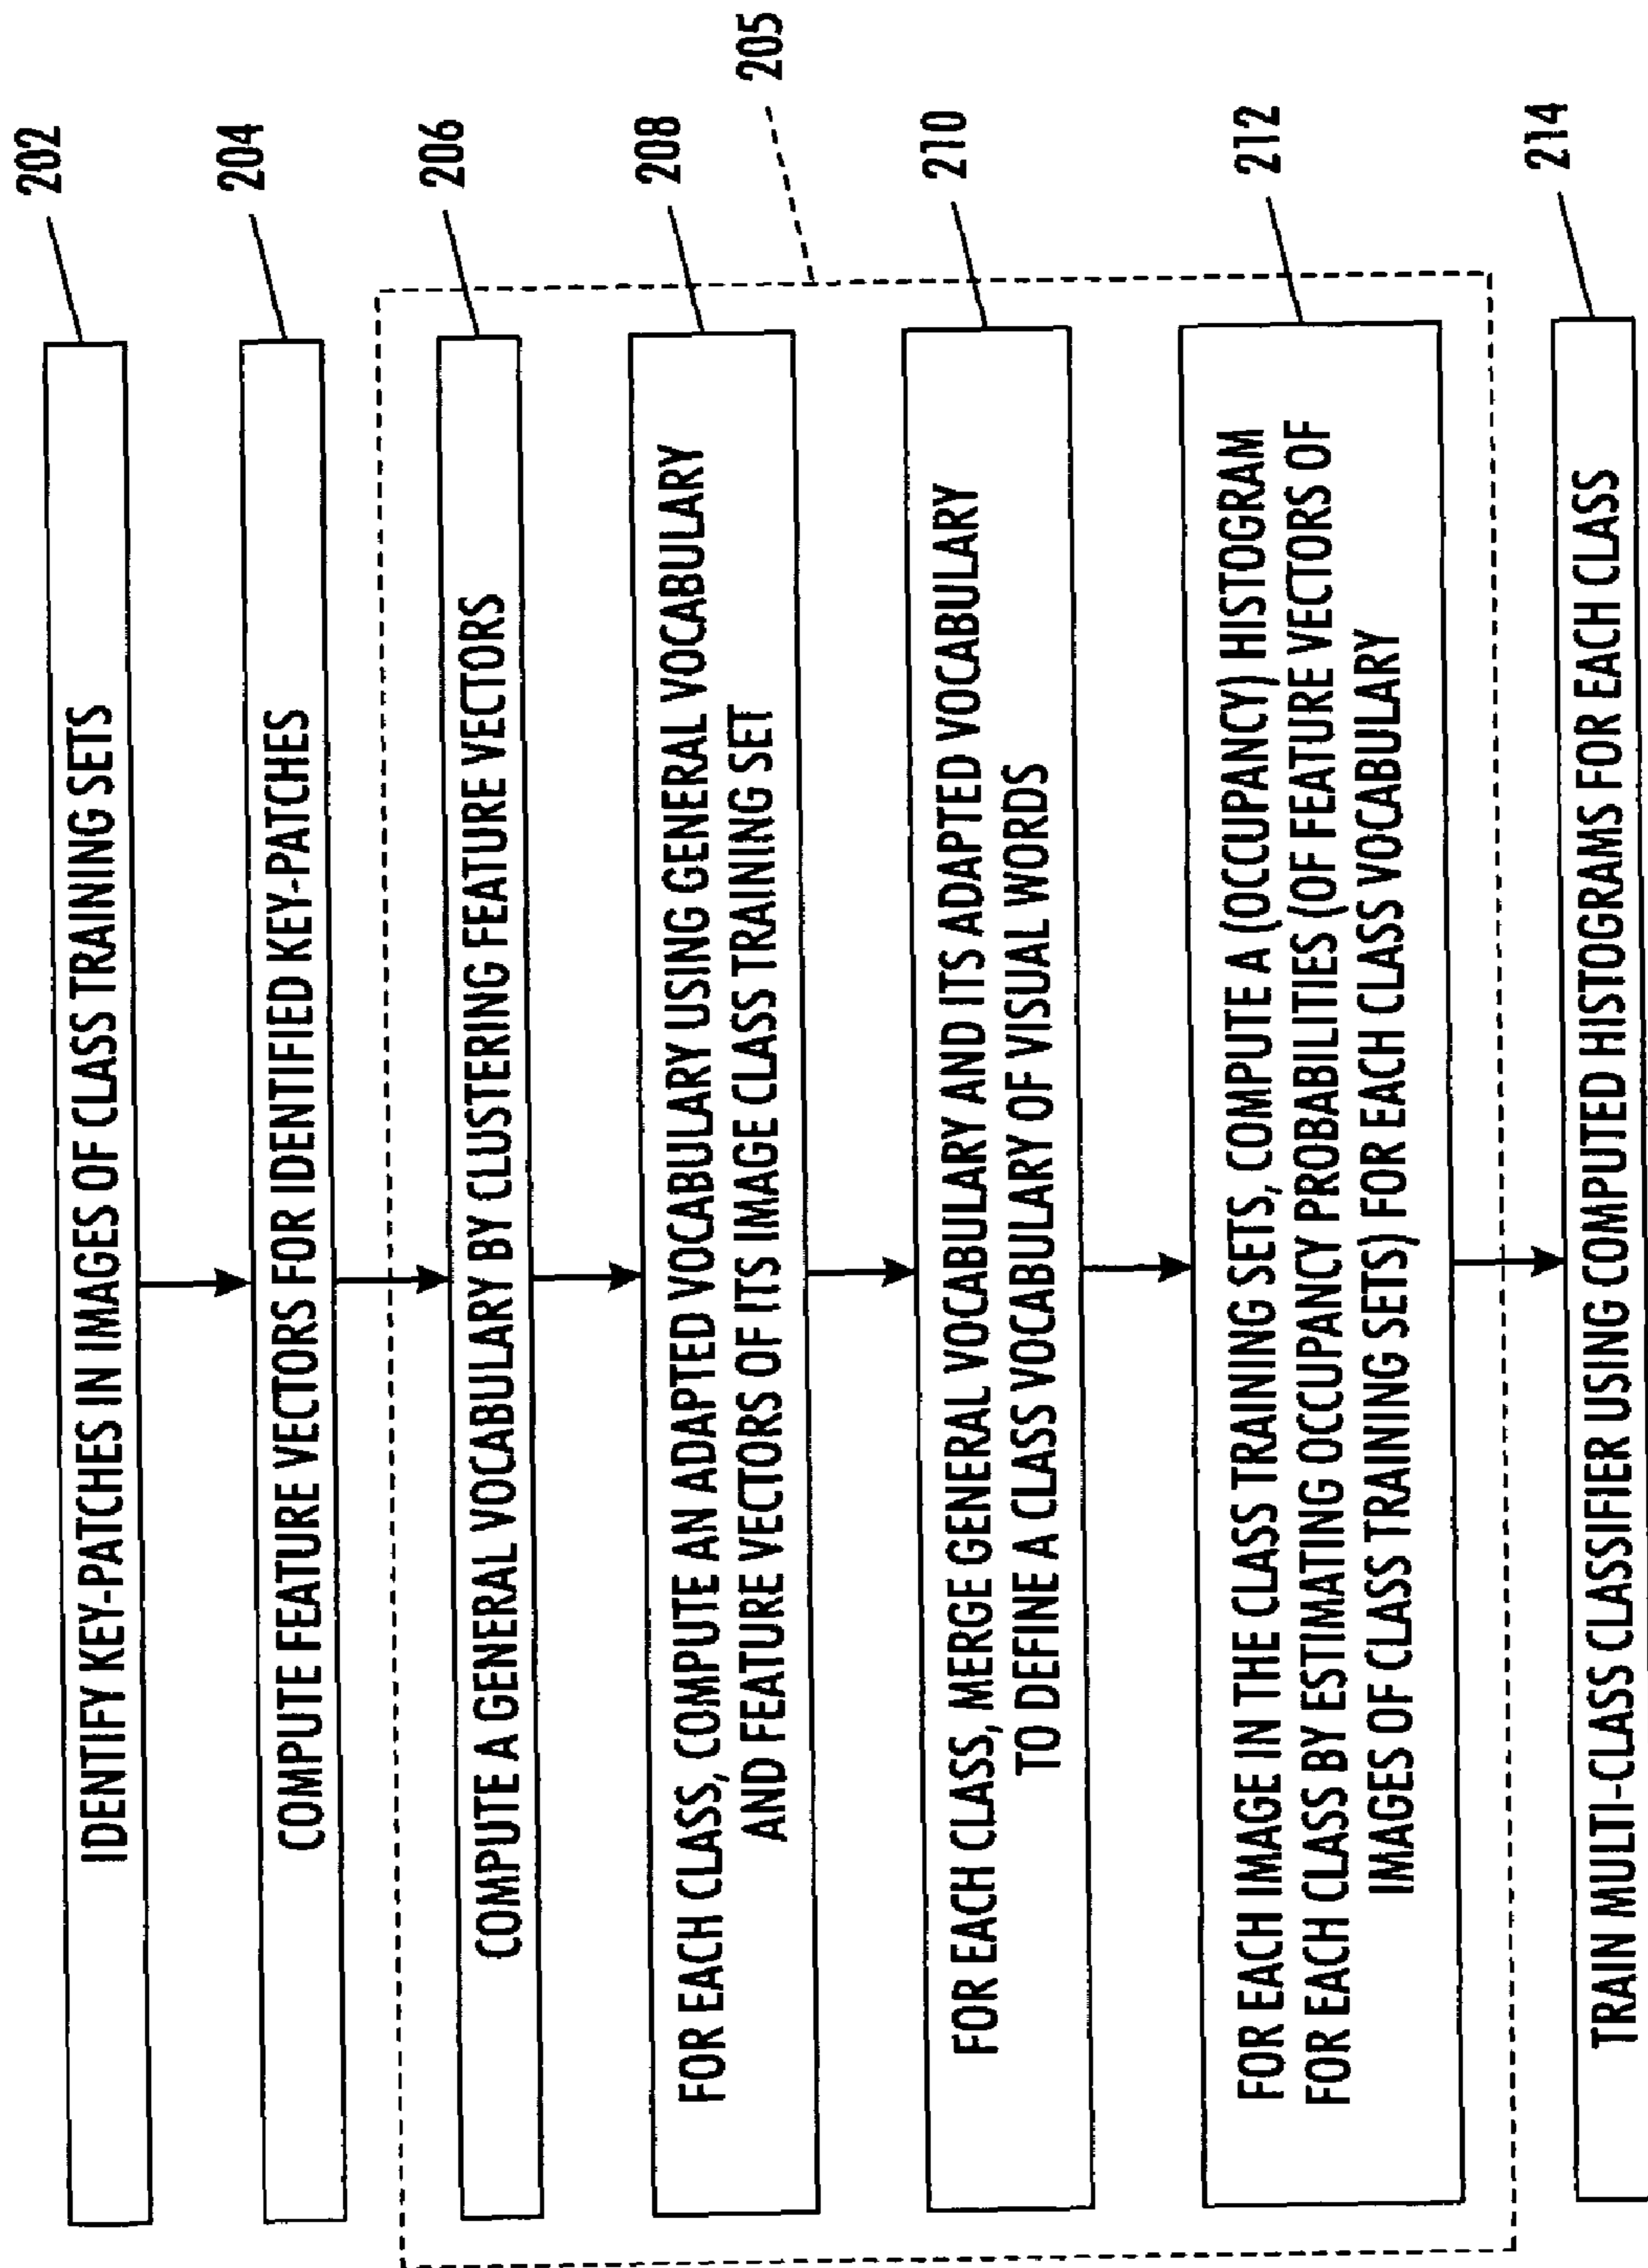 202
IDENTIFY KEY-PATCHES IN IMAGES OF CLASS TRAINING SETS
204
COMPUTE FEATURE VECTORS FOR IDENTIFIED KEY-PATCHES
205
206
COMPUTE A GENERAL VOCABULARY BY CLUSTERING FEATURE VECTORS
208
FOR EACH CLASS, COMPUTE AN ADAPTED VOCABULARY USING GENERAL VOCABULARY
AND FEATURE VECTORS OF ITS IMAGE CLASS TRAINING SET
210
FOR EACH CLASS, MERGE GENERAL VOCABULARY AND ITS ADAPTED VOCABULARY
TO DEFINE A CLASS VOCABULARY OF VISUAL WORDS
212
FOR EACH IMAGE IN THE CLASS TRAINING SETS, COMPUTE A (OCCUPANCY) HISTOGRAM
FOR EACH CLASS BY ESTIMATING OCCUPANCY PROBABILITIES (OF FEATURE VECTORS OF
IMAGES OF CLASS TRAINING SETS) FOR EACH CLASS VOCABULARY
214
TRAIN MULTI-CLASS CLASSIFIER USING COMPUTED HISTOGRAMS FOR EACH CLASS